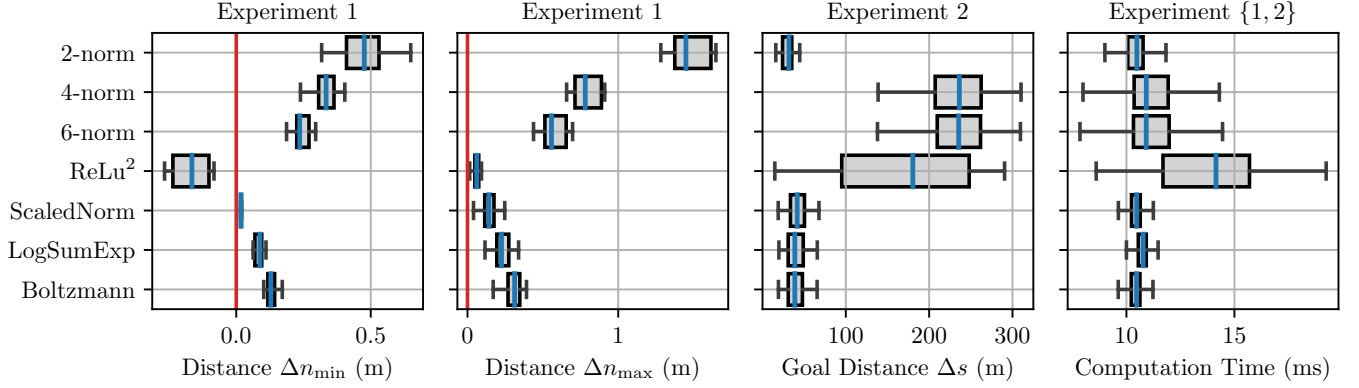 Experiment 1 Experiment 1 Experiment 2 Experiment {1, 2}
2-norm
4-norm
6-norm
ReLu²
ScaledNorm
LogSumExp
Boltzmann
0.0 0.5 0 1 100 200 300 10 15
Distance Δn_min (m) Distance Δn_max (m) Goal Distance Δs (m) Computation Time (ms)